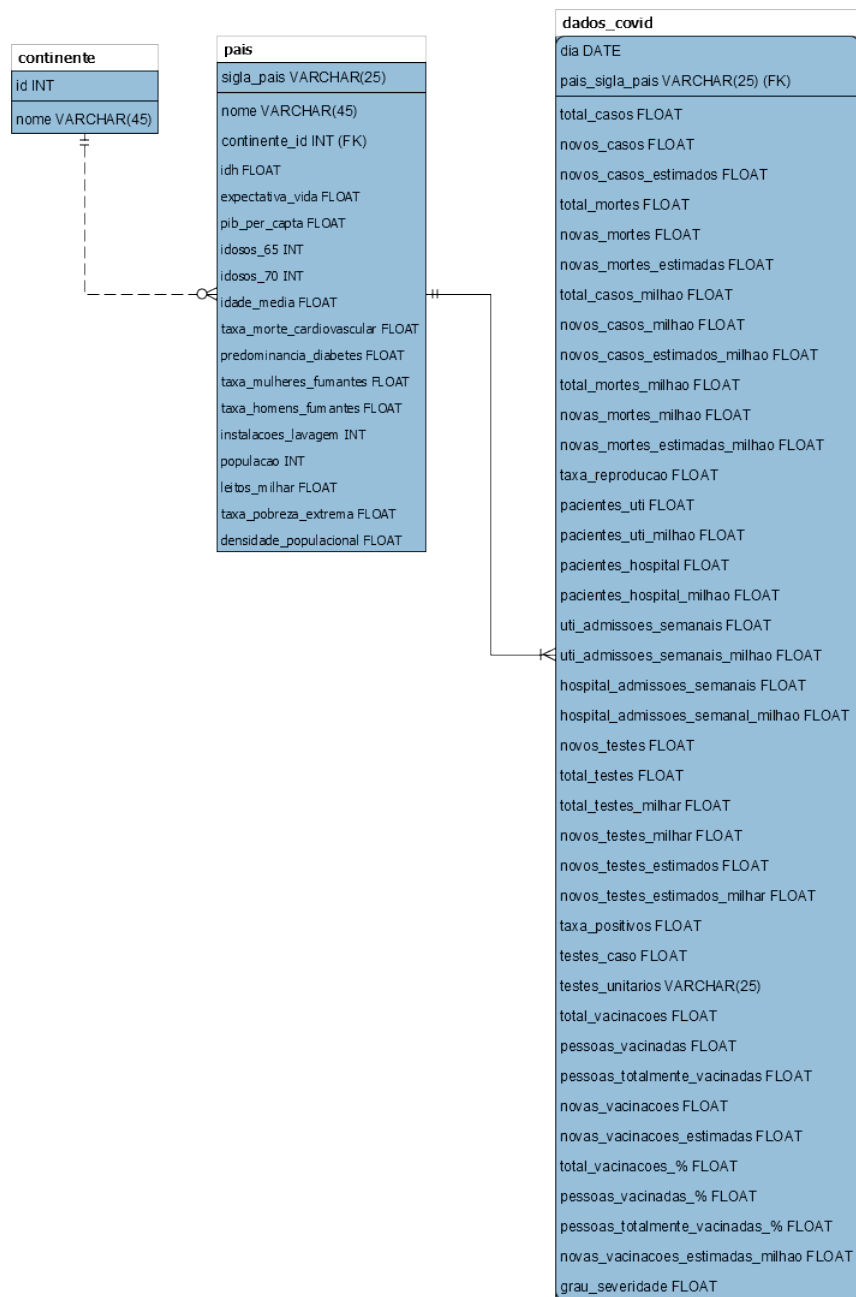 continente
id INT
nome VARCHAR(45)
pais
sigla_pais VARCHAR(25)
nome VARCHAR(45)
continente_id INT (FK)
idh FLOAT
expectativa_vida FLOAT
pib_per_capta FLOAT
idosos_65 INT
idosos_70 INT
idade_media FLOAT
taxa_morte_cardiovascular FLOAT
predominancia_diabetes FLOAT
taxa_mulheres_fumantes FLOAT
taxa_homens_fumantes FLOAT
instalacoes_lavagem INT
populacao INT
leitos_milhar FLOAT
taxa_pobreza_extrema FLOAT
densidade_populacional FLOAT
dados_covid
dia DATE
pais_sigla_pais VARCHAR(25) (FK)
total_casos FLOAT
novos_casos FLOAT
novos_casos_estimados FLOAT
total_mortes FLOAT
novas_mortes FLOAT
novas_mortes_estimadas FLOAT
total_casos_milhao FLOAT
novos_casos_milhao FLOAT
novos_casos_estimados_milhao FLOAT
total_mortes_milhao FLOAT
novas_mortes_milhao FLOAT
novas_mortes_estimadas_milhao FLOAT
taxa_reproducao FLOAT
pacientes_uti FLOAT
pacientes_uti_milhao FLOAT
pacientes_hospital FLOAT
pacientes_hospital_milhao FLOAT
uti_admissoes_semanais FLOAT
uti_admissoes_semanais_milhao FLOAT
hospital_admissoes_semanais FLOAT
hospital_admissoes_semanal_milhao FLOAT
novos_testes FLOAT
total_testes FLOAT
total_testes_milhar FLOAT
novos_testes_milhar FLOAT
novos_testes_estimados FLOAT
novos_testes_estimados_milhar FLOAT
taxa_positivos FLOAT
testes_caso FLOAT
testes_unitarios VARCHAR(25)
total_vacinacoes FLOAT
pessoas_vacinadas FLOAT
pessoas_totalmente_vacinadas FLOAT
novas_vacinacoes FLOAT
novas_vacinacoes_estimadas FLOAT
total_vacinacoes_% FLOAT
pessoas_vacinadas_% FLOAT
pessoas_totalmente_vacinadas_% FLOAT
novas_vacinacoes_estimadas_milhao FLOAT
grau_severidade FLOAT